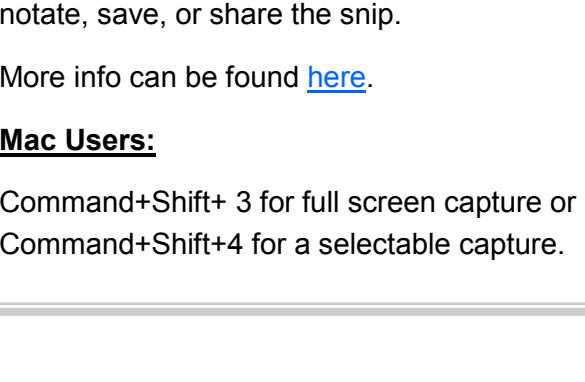 notate, save, or share the snip.
More info can be found here.
Mac Users:
Command+Shift+ 3 for full screen capture or
Command+Shift+4 for a selectable capture.